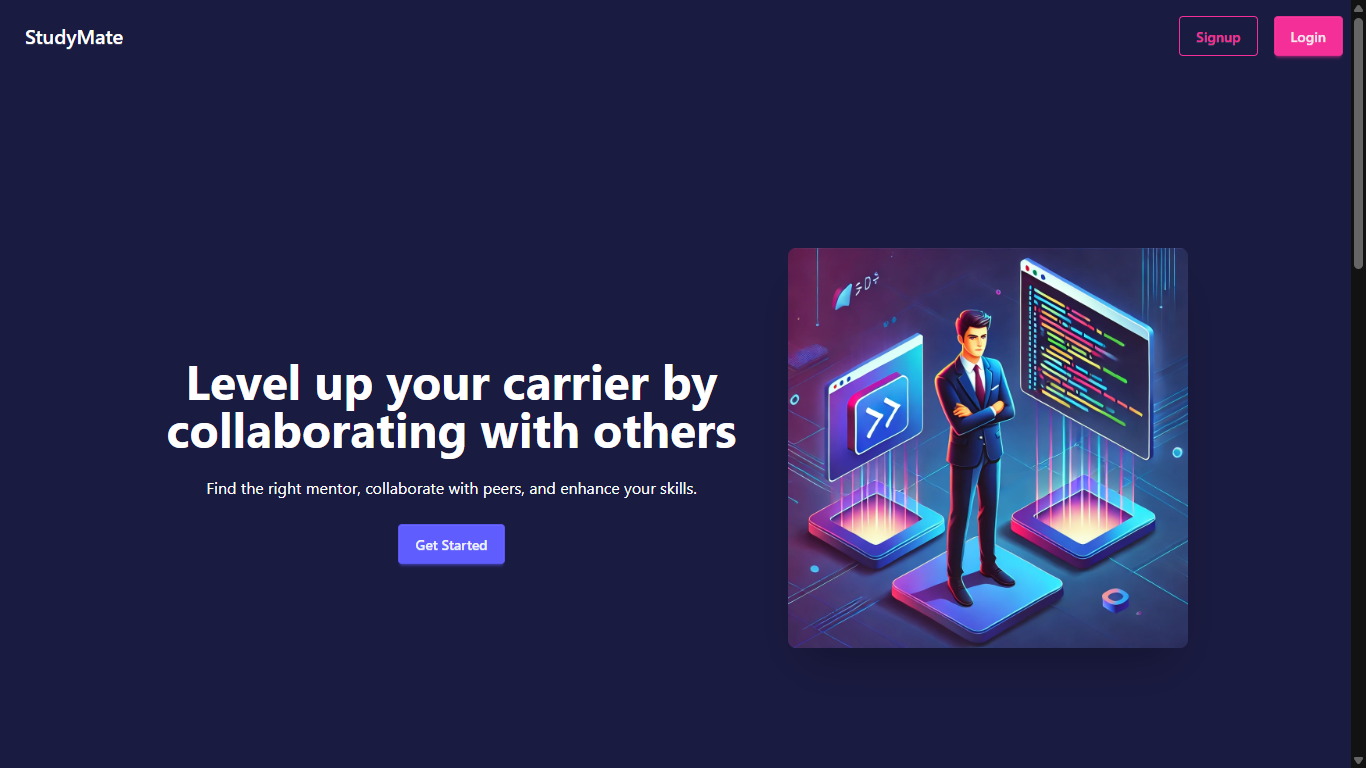 StudyMate
Signup
Login
Level up your carrier by
collaborating with others
Find the right mentor, collaborate with peers, and enhance your skills.
Get Started